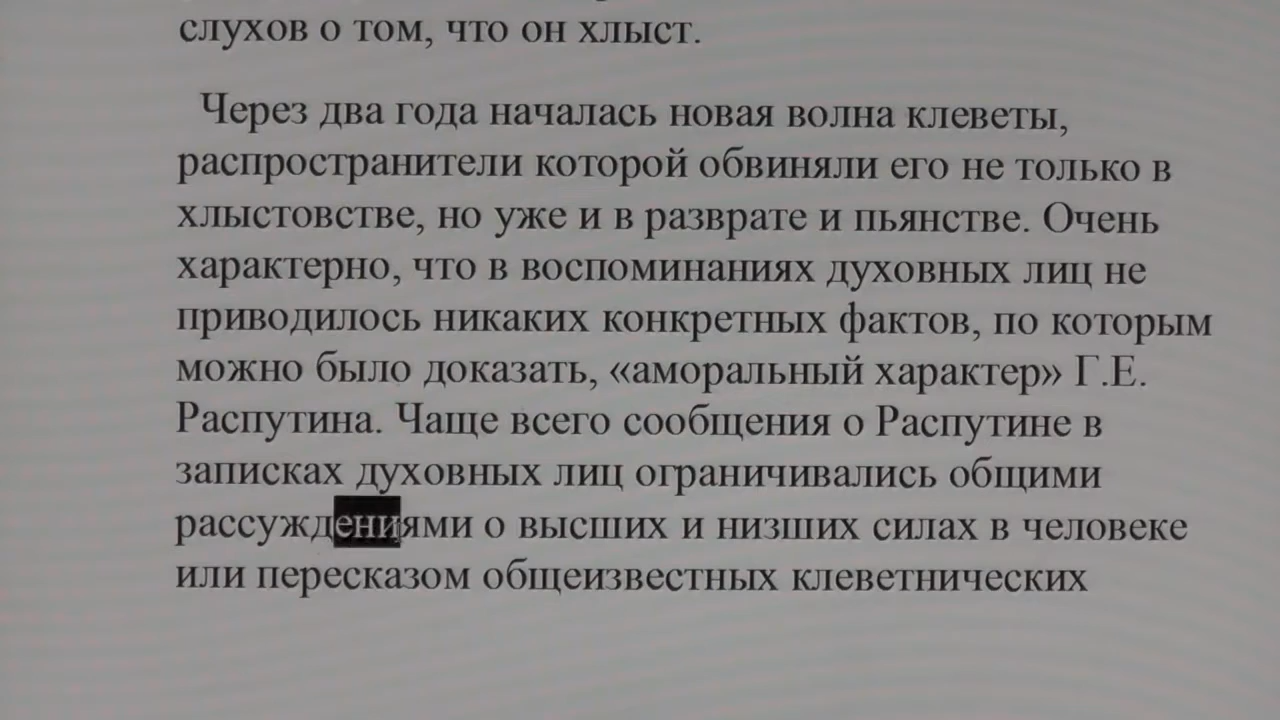 слухов о том, что он хлыст.
Через два года началась новая волна клеветы,
распространители которой обвиняли его не только в
хлыстовстве, но уже и в разврате и пьянстве. Очень
характерно, что в воспоминаниях духовных лиц не
приводилось никаких конкретных фактов, по которым
можно было доказать, «аморальный характер» Г.Е.
Распутина. Чаще всего сообщения о Распутине в
записках духовных лиц ограничивались общими
рассуждениями о высших и низших силах в человеке
или пересказом общеизвестных клеветнических